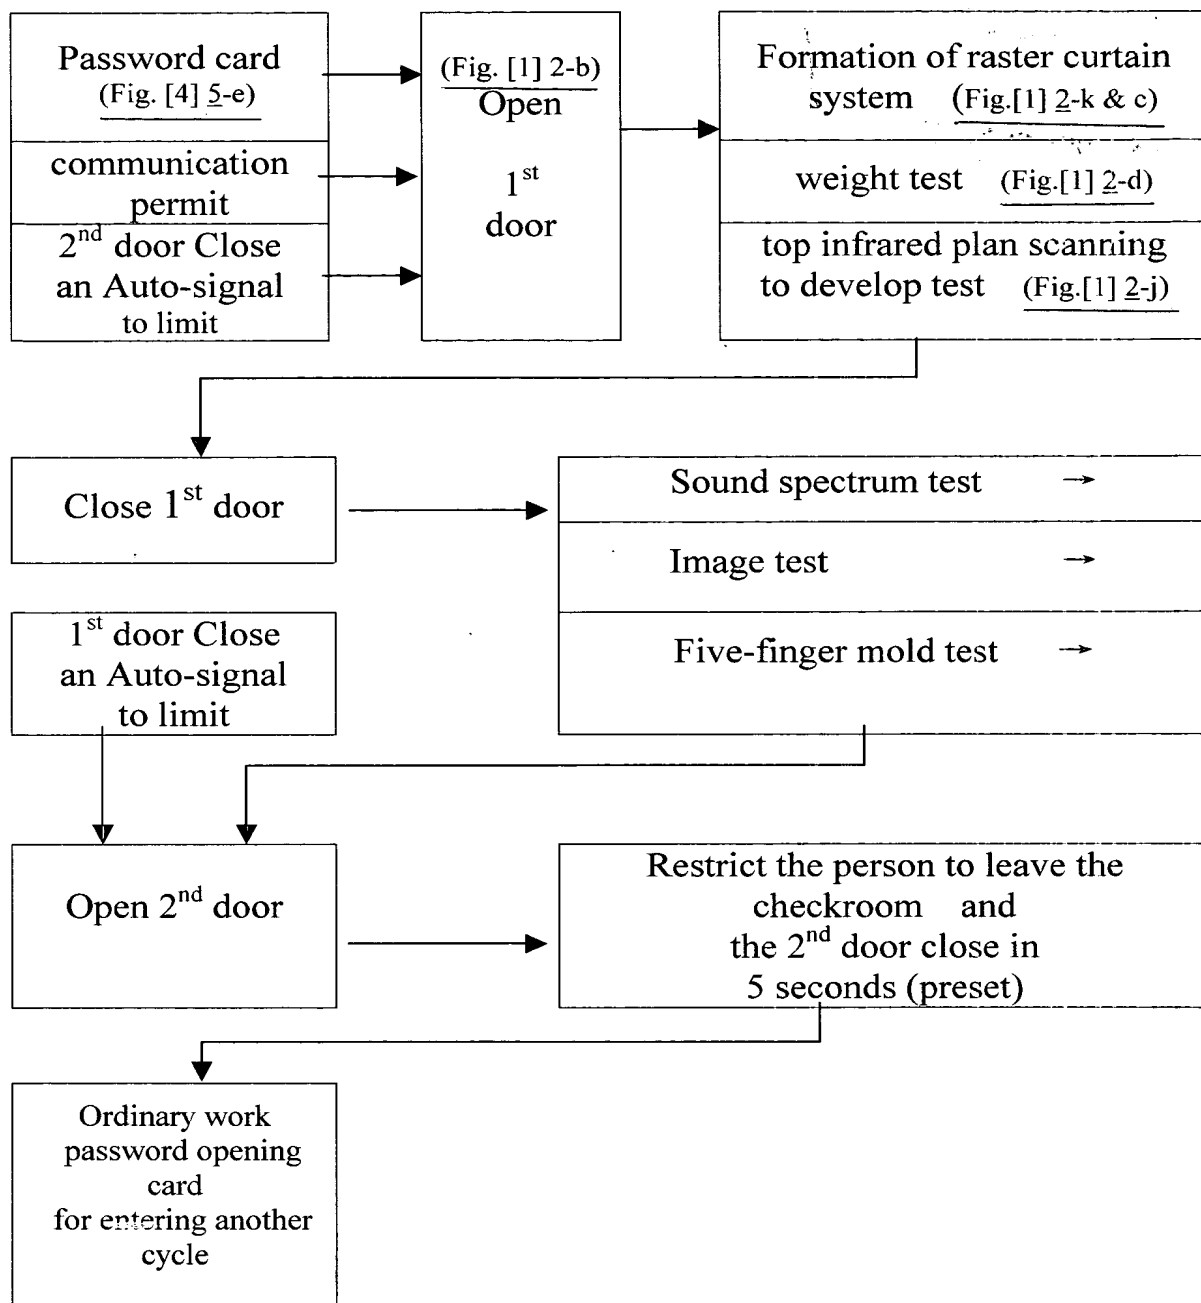 Password card
(Fig. [4] 5-e)
communication
permit
2nd door Close
an Auto-signal
to limit
(Fig. [1] 2-b)
Open
1st
door
Formation of raster curtain
system (Fig.[1] 2-k & c)
weight test (Fig.[1] 2-d)
top infrared plan scanning
to develop test (Fig.[1] 2-j)
Close 1st door
Sound spectrum test →
Image test →
Five-finger mold test →
1st door Close
an Auto-signal
to limit
Open 2nd door
Restrict the person to leave the
checkroom and
the 2nd door close in
5 seconds (preset)
Ordinary work
password opening
card
for entering another
cycle